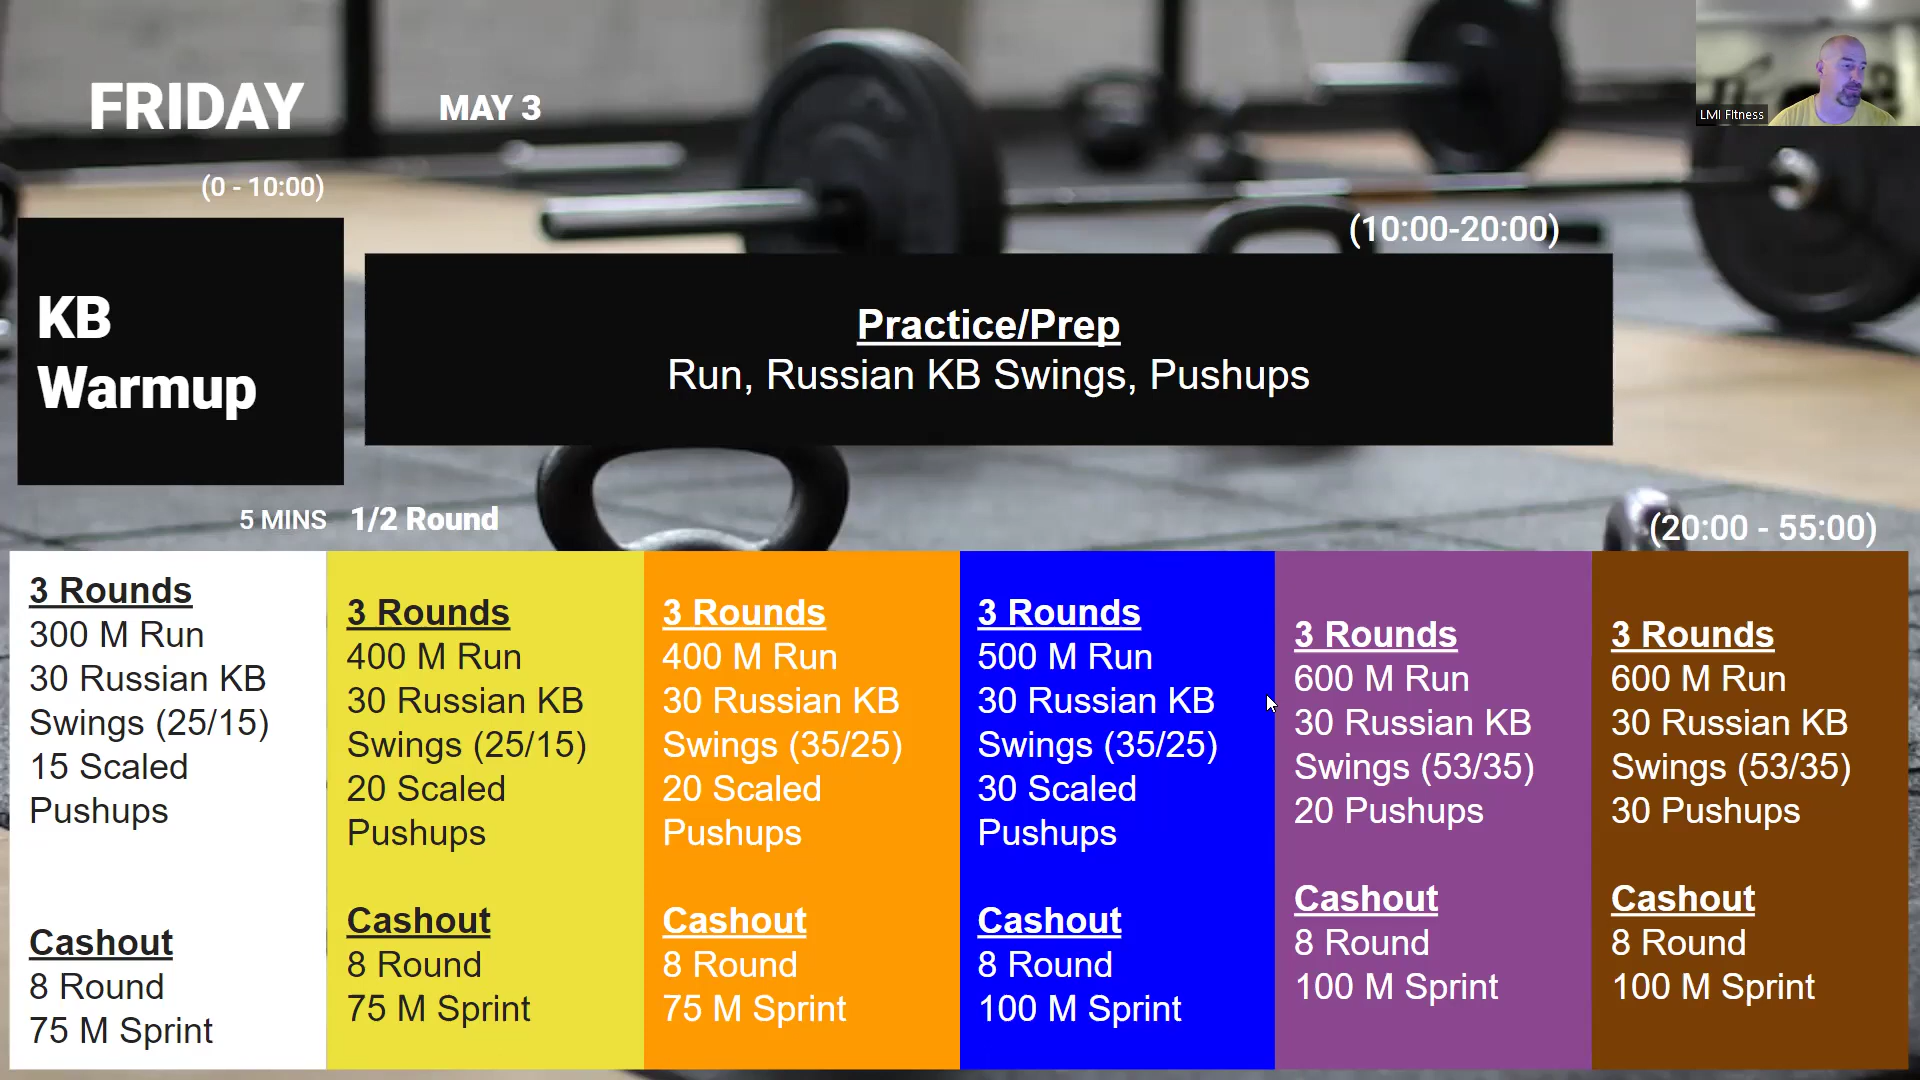 FRIDAY
MAY 3
LMI Fitness
(0 - 10:00)
(10:00-20:00)
KB
Warmup
Practice/Prep
Run, Russian KB Swings, Pushups
5 MINS
1/2 Round
(20:00 - 55:00)
3 Rounds
300 M Run
30 Russian KB
Swings (25/15)
15 Scaled
Pushups
Cashout
8 Round
75 M Sprint
3 Rounds
400 M Run
30 Russian KB
Swings (25/15)
20 Scaled
Pushups
Cashout
8 Round
75 M Sprint
3 Rounds
400 M Run
30 Russian KB
Swings (35/25)
20 Scaled
Pushups
Cashout
8 Round
75 M Sprint
3 Rounds
500 M Run
30 Russian KB
Swings (35/25)
30 Scaled
Pushups
Cashout
8 Round
100 M Sprint
3 Rounds
600 M Run
30 Russian KB
Swings (53/35)
20 Pushups
Cashout
8 Round
100 M Sprint
3 Rounds
600 M Run
30 Russian KB
Swings (53/35)
30 Pushups
Cashout
8 Round
100 M Sprint